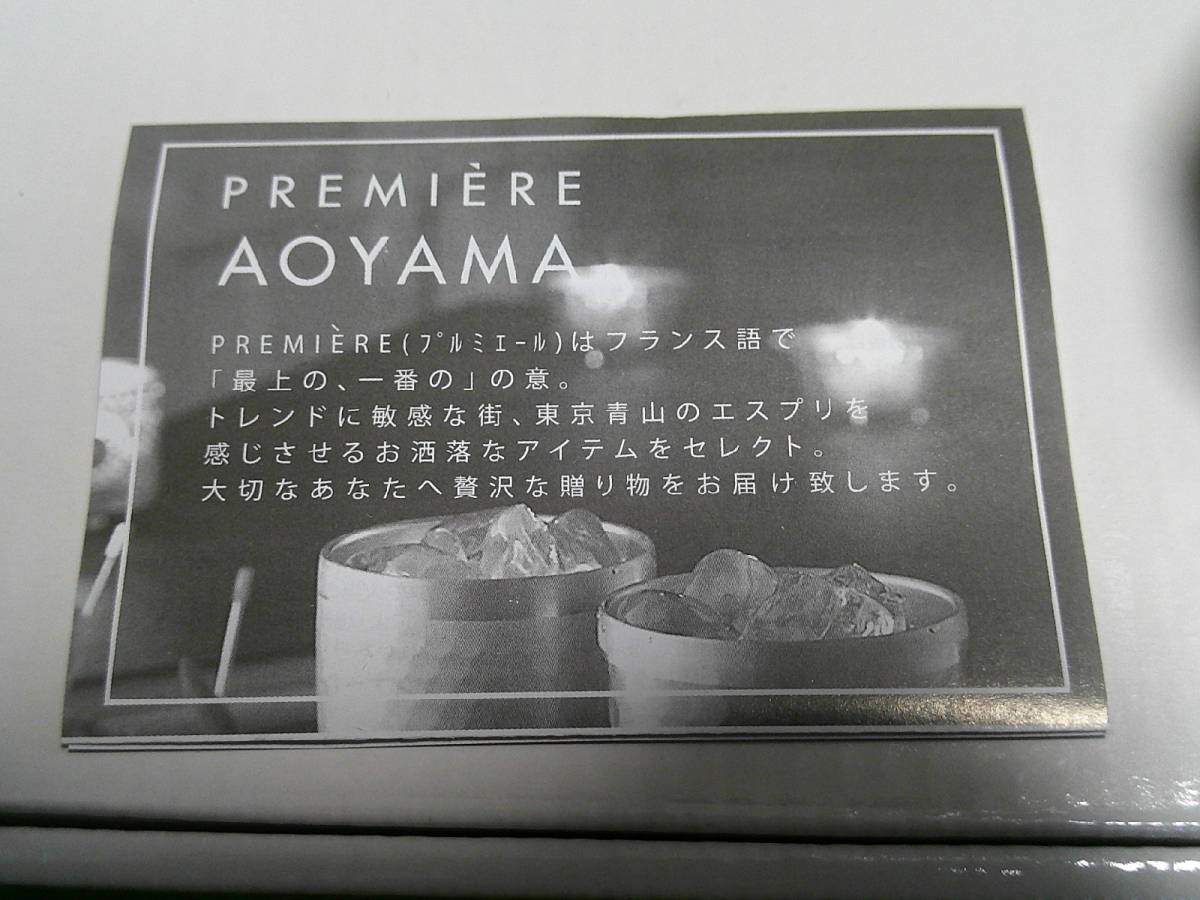 PREMIÈRE
AOYAMA
PREMIÈRE(ﾌﾟﾙﾐｴｰﾙ)はフランス語で
「最上の、一番の」の意。
トレンドに敏感な街、東京青山のエスプリを
感じさせるお洒落なアイテムをセレクト。
大切なあなたへ贅沢な贈り物をお届け致します。